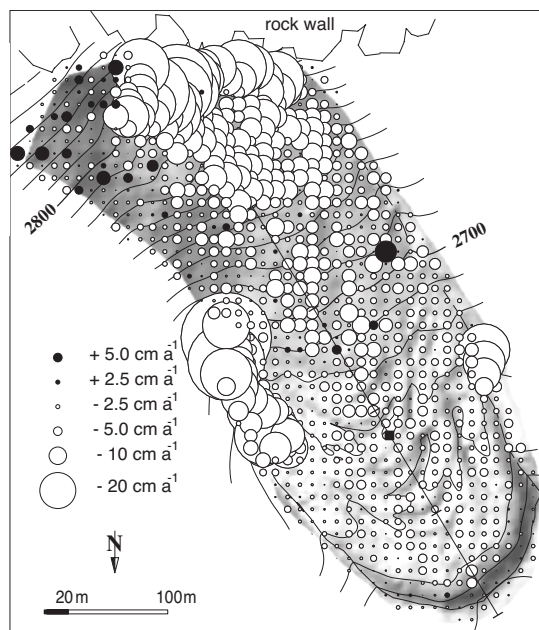 rock wall
2800
2700
+ 5.0 cm a⁻¹
+ 2.5 cm a⁻¹
- 2.5 cm a⁻¹
- 5.0 cm a⁻¹
- 10 cm a⁻¹
- 20 cm a⁻¹
N
20 m 100 m